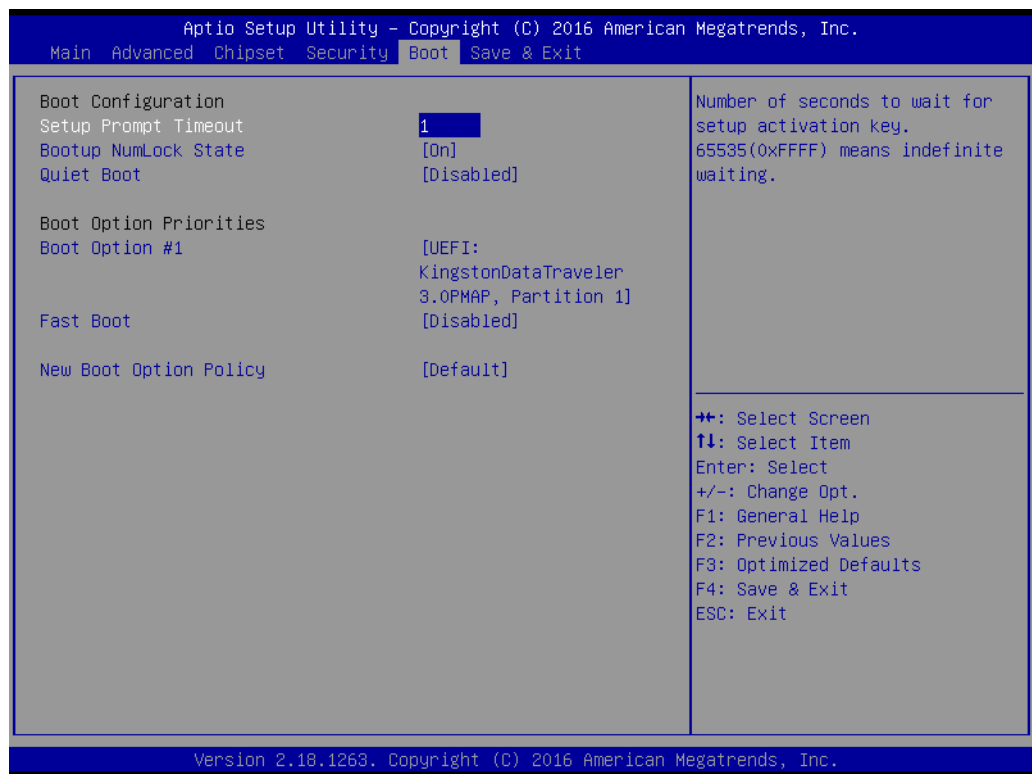 Aptio Setup Utility – Copyright (C) 2016 American Megatrends, Inc.
Main Advanced Chipset Security Boot Save & Exit
Boot Configuration
Setup Prompt Timeout 1
Bootup NumLock State [On]
Quiet Boot [Disabled]
Boot Option Priorities
Boot Option #1 [UEFI:
KingstonDataTraveler
3.0PMAP, Partition 1]
Fast Boot [Disabled]
New Boot Option Policy [Default]
Number of seconds to wait for
setup activation key.
65535(0xFFFF) means indefinite
waiting.
→←: Select Screen
↑↓: Select Item
Enter: Select
+/-: Change Opt.
F1: General Help
F2: Previous Values
F3: Optimized Defaults
F4: Save & Exit
ESC: Exit
Version 2.18.1263. Copyright (C) 2016 American Megatrends, Inc.